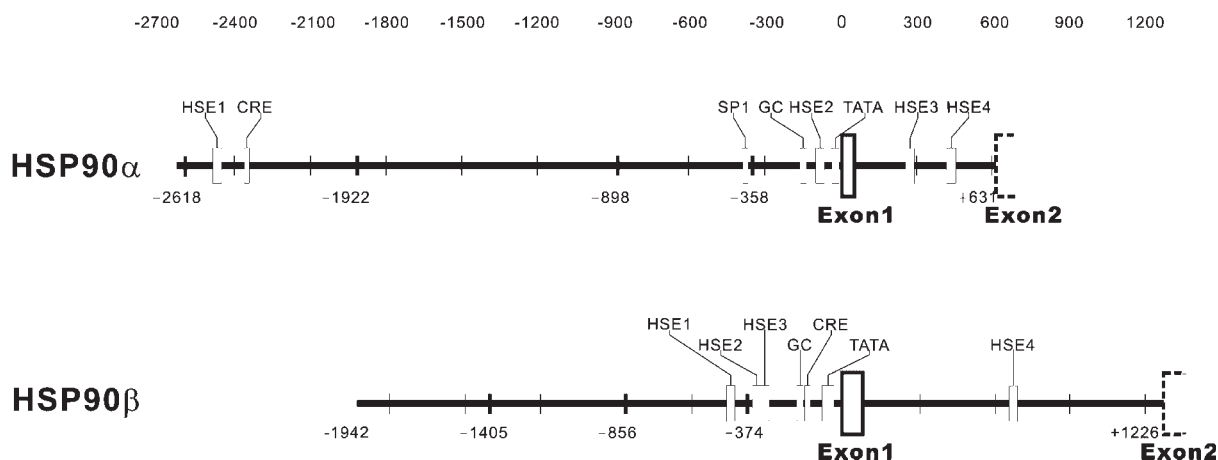 -2700 -2400 -2100 -1800 -1500 -1200 -900 -600 -300 0 300 600 900 1200
HSE1 CRE SP1 GC HSE2 TATA HSE3 HSE4
HSP90α
−2618 −1922 −898 −358 +631
Exon1 Exon2
HSE1 HSE3 CRE
HSE2 GC TATA HSE4
HSP90β
-1942 −1405 −856 −374 +1226
Exon1 Exon2